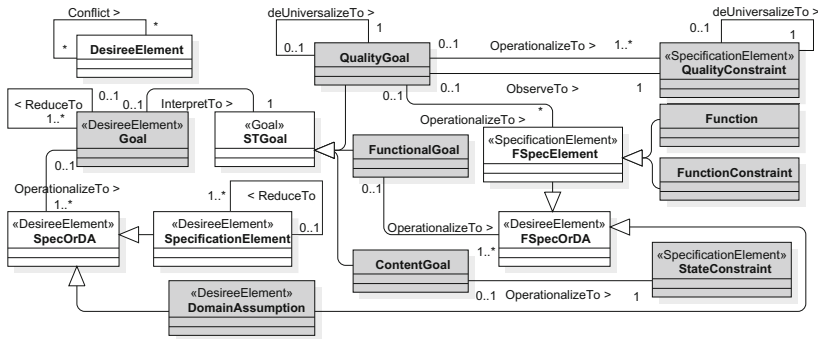 Conflict >
*
*
DesireeElement
deUniversalizeTo >
1
0..1
QualityGoal
0..1
OperationalizeTo >
1..*
deUniversalizeTo >
0..1
1
«SpecificationElement»
QualityConstraint
< ReduceTo
0..1
1..*
0..1
InterpretTo >
1
«DesireeElement»
Goal
«Goal»
STGoal
0..1
ObserveTo >
1
0..1
*
OperationalizeTo >
FunctionalGoal
«SpecificationElement»
FSpecElement
Function
FunctionConstraint
0..1
OperationalizeTo >
1..*
1..*
< ReduceTo
0..1
0..1
OperationalizeTo >
1..*
«DesireeElement»
SpecOrDA
«DesireeElement»
SpecificationElement
«DesireeElement»
FSpecOrDA
ContentGoal
«SpecificationElement»
StateConstraint
0..1
OperationalizeTo >
1
«DesireeElement»
DomainAssumption